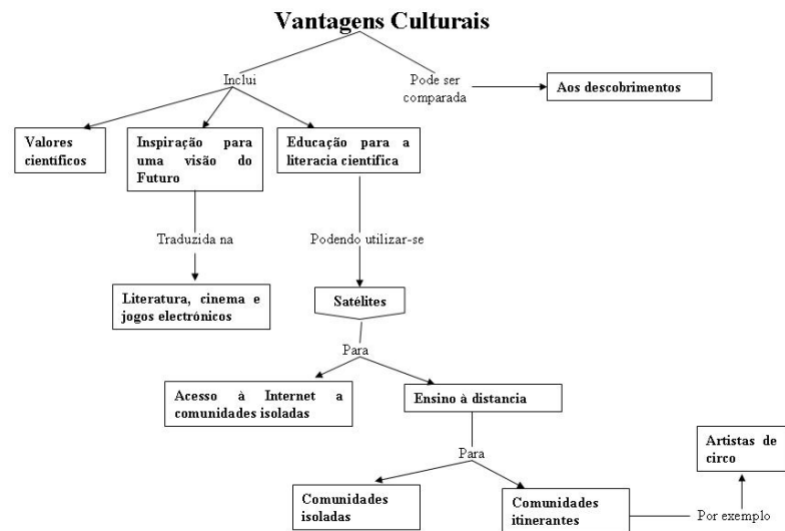 Vantagens Culturais
Inclui
Pode ser
comparada
Aos descobrimentos
Valores
científicos
Inspiração para
uma visão do
Futuro
Educação para a
literacia científica
Traduzida na
Podendo utilizar-se
Literatura, cinema e
jogos electrónicos
Satélites
Para
Acesso à Internet a
comunidades isoladas
Ensino à distancia
Para
Artistas de
circo
Comunidades
isoladas
Comunidades
itinerantes
Por exemplo